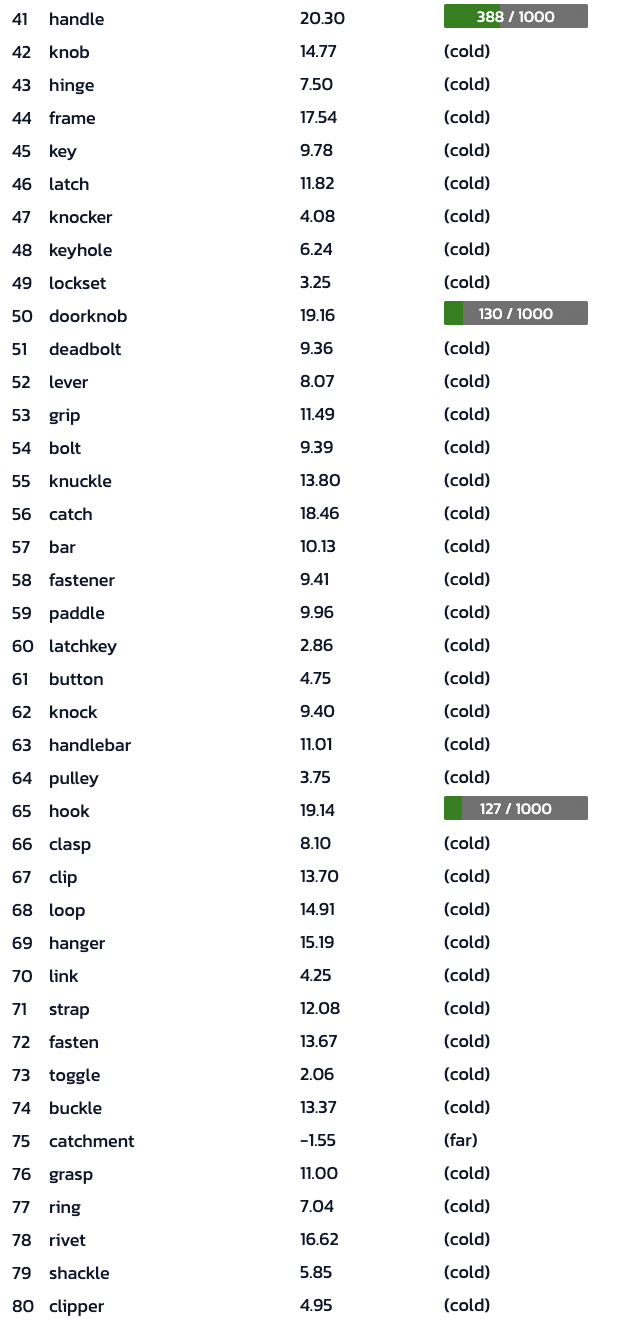 41 handle 20.30 388 / 1000
42 knob 14.77 (cold)
43 hinge 7.50 (cold)
44 frame 17.54 (cold)
45 key 9.78 (cold)
46 latch 11.82 (cold)
47 knocker 4.08 (cold)
48 keyhole 6.24 (cold)
49 lockset 3.25 (cold)
50 doorknob 19.16 130 / 1000
51 deadbolt 9.36 (cold)
52 lever 8.07 (cold)
53 grip 11.49 (cold)
54 bolt 9.39 (cold)
55 knuckle 13.80 (cold)
56 catch 18.46 (cold)
57 bar 10.13 (cold)
58 fastener 9.41 (cold)
59 paddle 9.96 (cold)
60 latchkey 2.86 (cold)
61 button 4.75 (cold)
62 knock 9.40 (cold)
63 handlebar 11.01 (cold)
64 pulley 3.75 (cold)
65 hook 19.14 127 / 1000
66 clasp 8.10 (cold)
67 clip 13.70 (cold)
68 loop 14.91 (cold)
69 hanger 15.19 (cold)
70 link 4.25 (cold)
71 strap 12.08 (cold)
72 fasten 13.67 (cold)
73 toggle 2.06 (cold)
74 buckle 13.37 (cold)
75 catchment -1.55 (far)
76 grasp 11.00 (cold)
77 ring 7.04 (cold)
78 rivet 16.62 (cold)
79 shackle 5.85 (cold)
80 clipper 4.95 (cold)